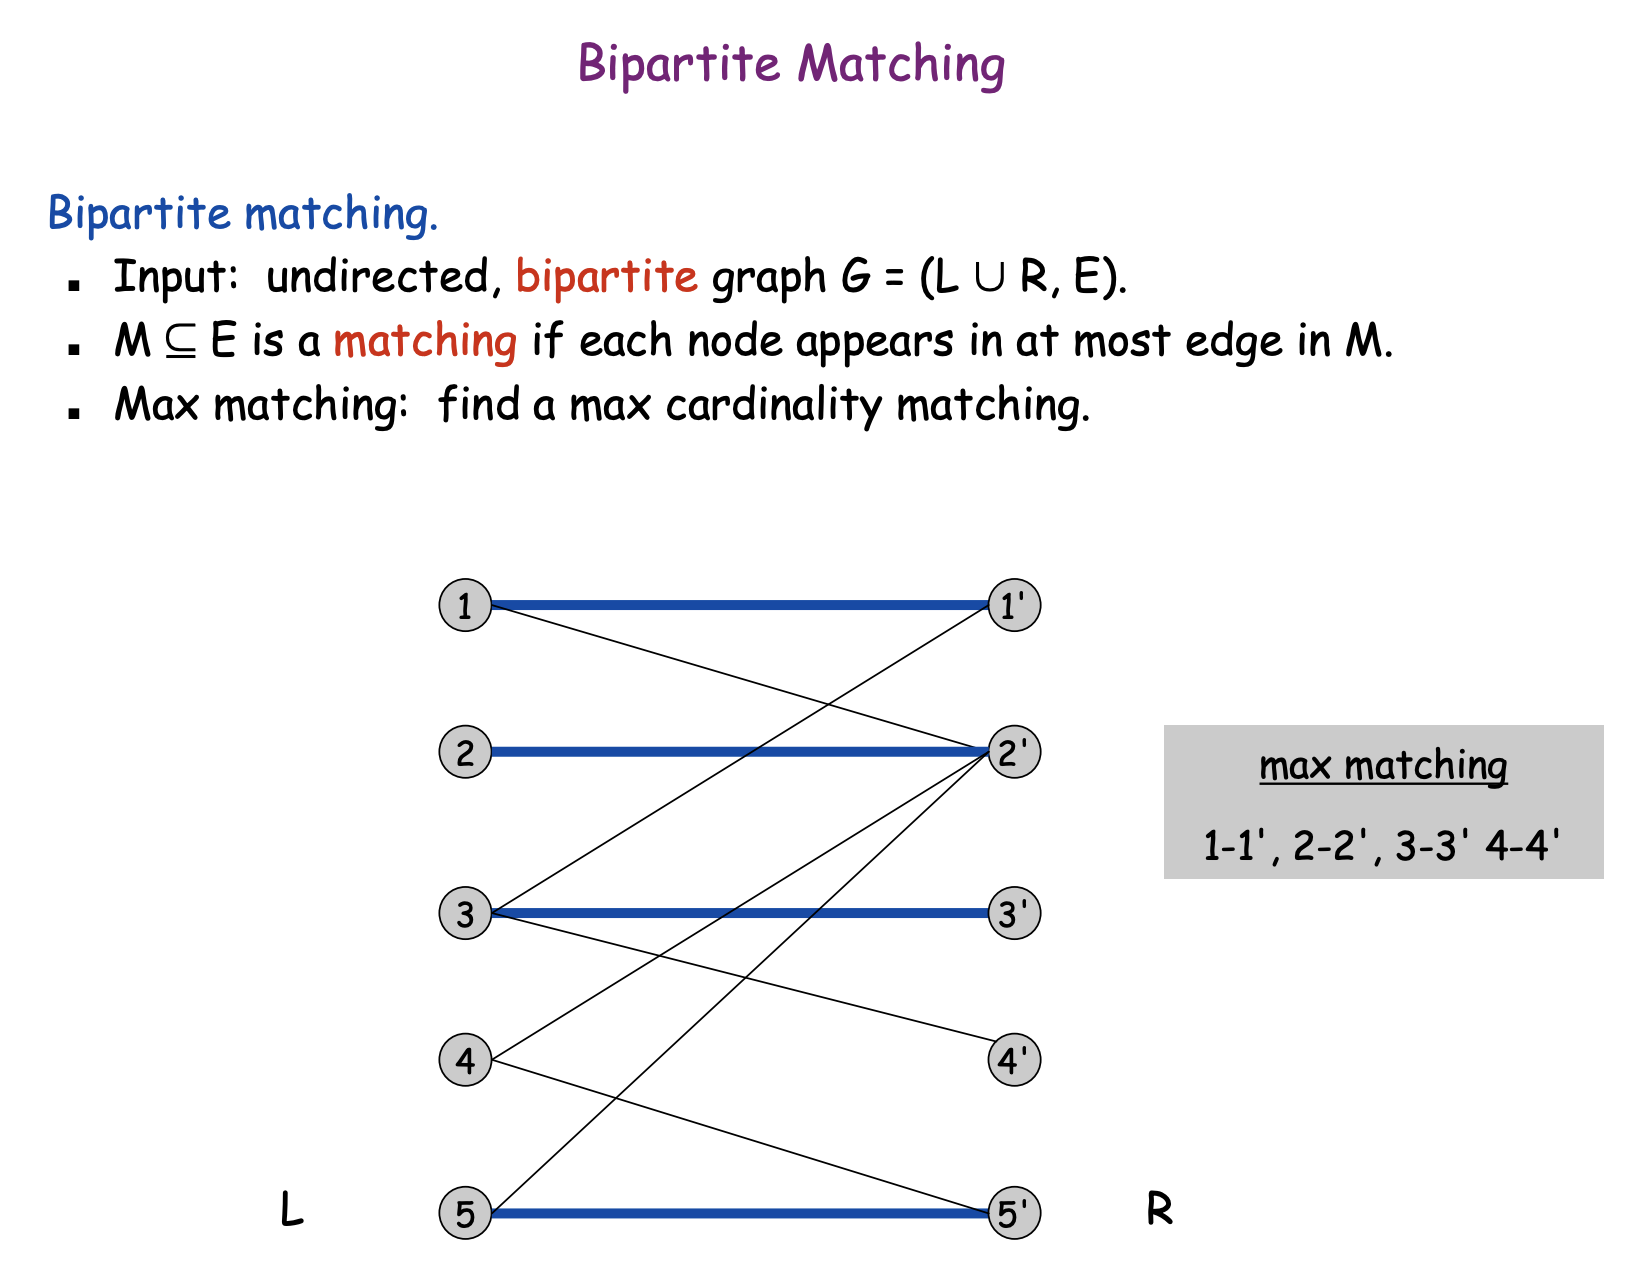 Bipartite Matching
Bipartite matching.
▪ Input: undirected, bipartite graph G = (L ∪ R, E).
▪ M ⊆ E is a matching if each node appears in at most edge in M.
▪ Max matching: find a max cardinality matching.
1 1'
2 2'
max matching
1-1', 2-2', 3-3' 4-4'
3 3'
4 4'
L 5 5' R